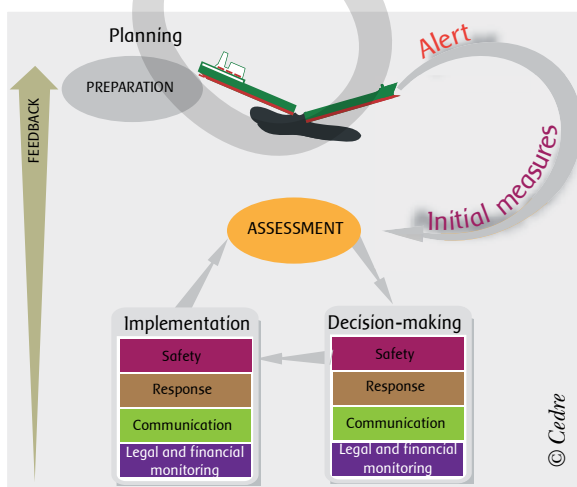 Planning
Alert
PREPARATION
FEEDBACK
Initial measures
ASSESSMENT
Implementation
Safety
Response
Communication
Legal and financial
monitoring
Decision-making
Safety
Response
Communication
Legal and financial
monitoring
© Cedre